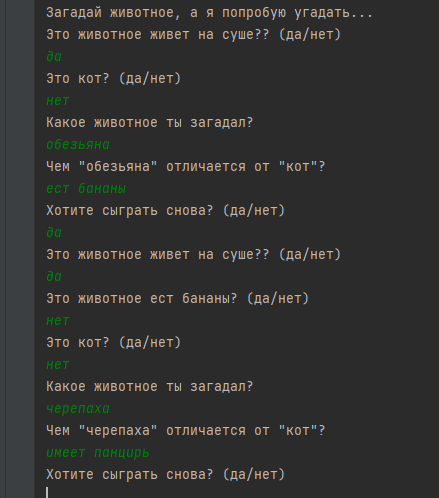 Загадай животное, а я попробую угадать...
Это животное живет на суше?? (да/нет)
да
Это кот? (да/нет)
нет
Какое животное ты загадал?
обезьяна
Чем "обезьяна" отличается от "кот"?
ест бананы
Хотите сыграть снова? (да/нет)
да
Это животное живет на суше?? (да/нет)
да
Это животное ест бананы? (да/нет)
нет
Это кот? (да/нет)
нет
Какое животное ты загадал?
черепаха
Чем "черепаха" отличается от "кот"?
имеет панцирь
Хотите сыграть снова? (да/нет)